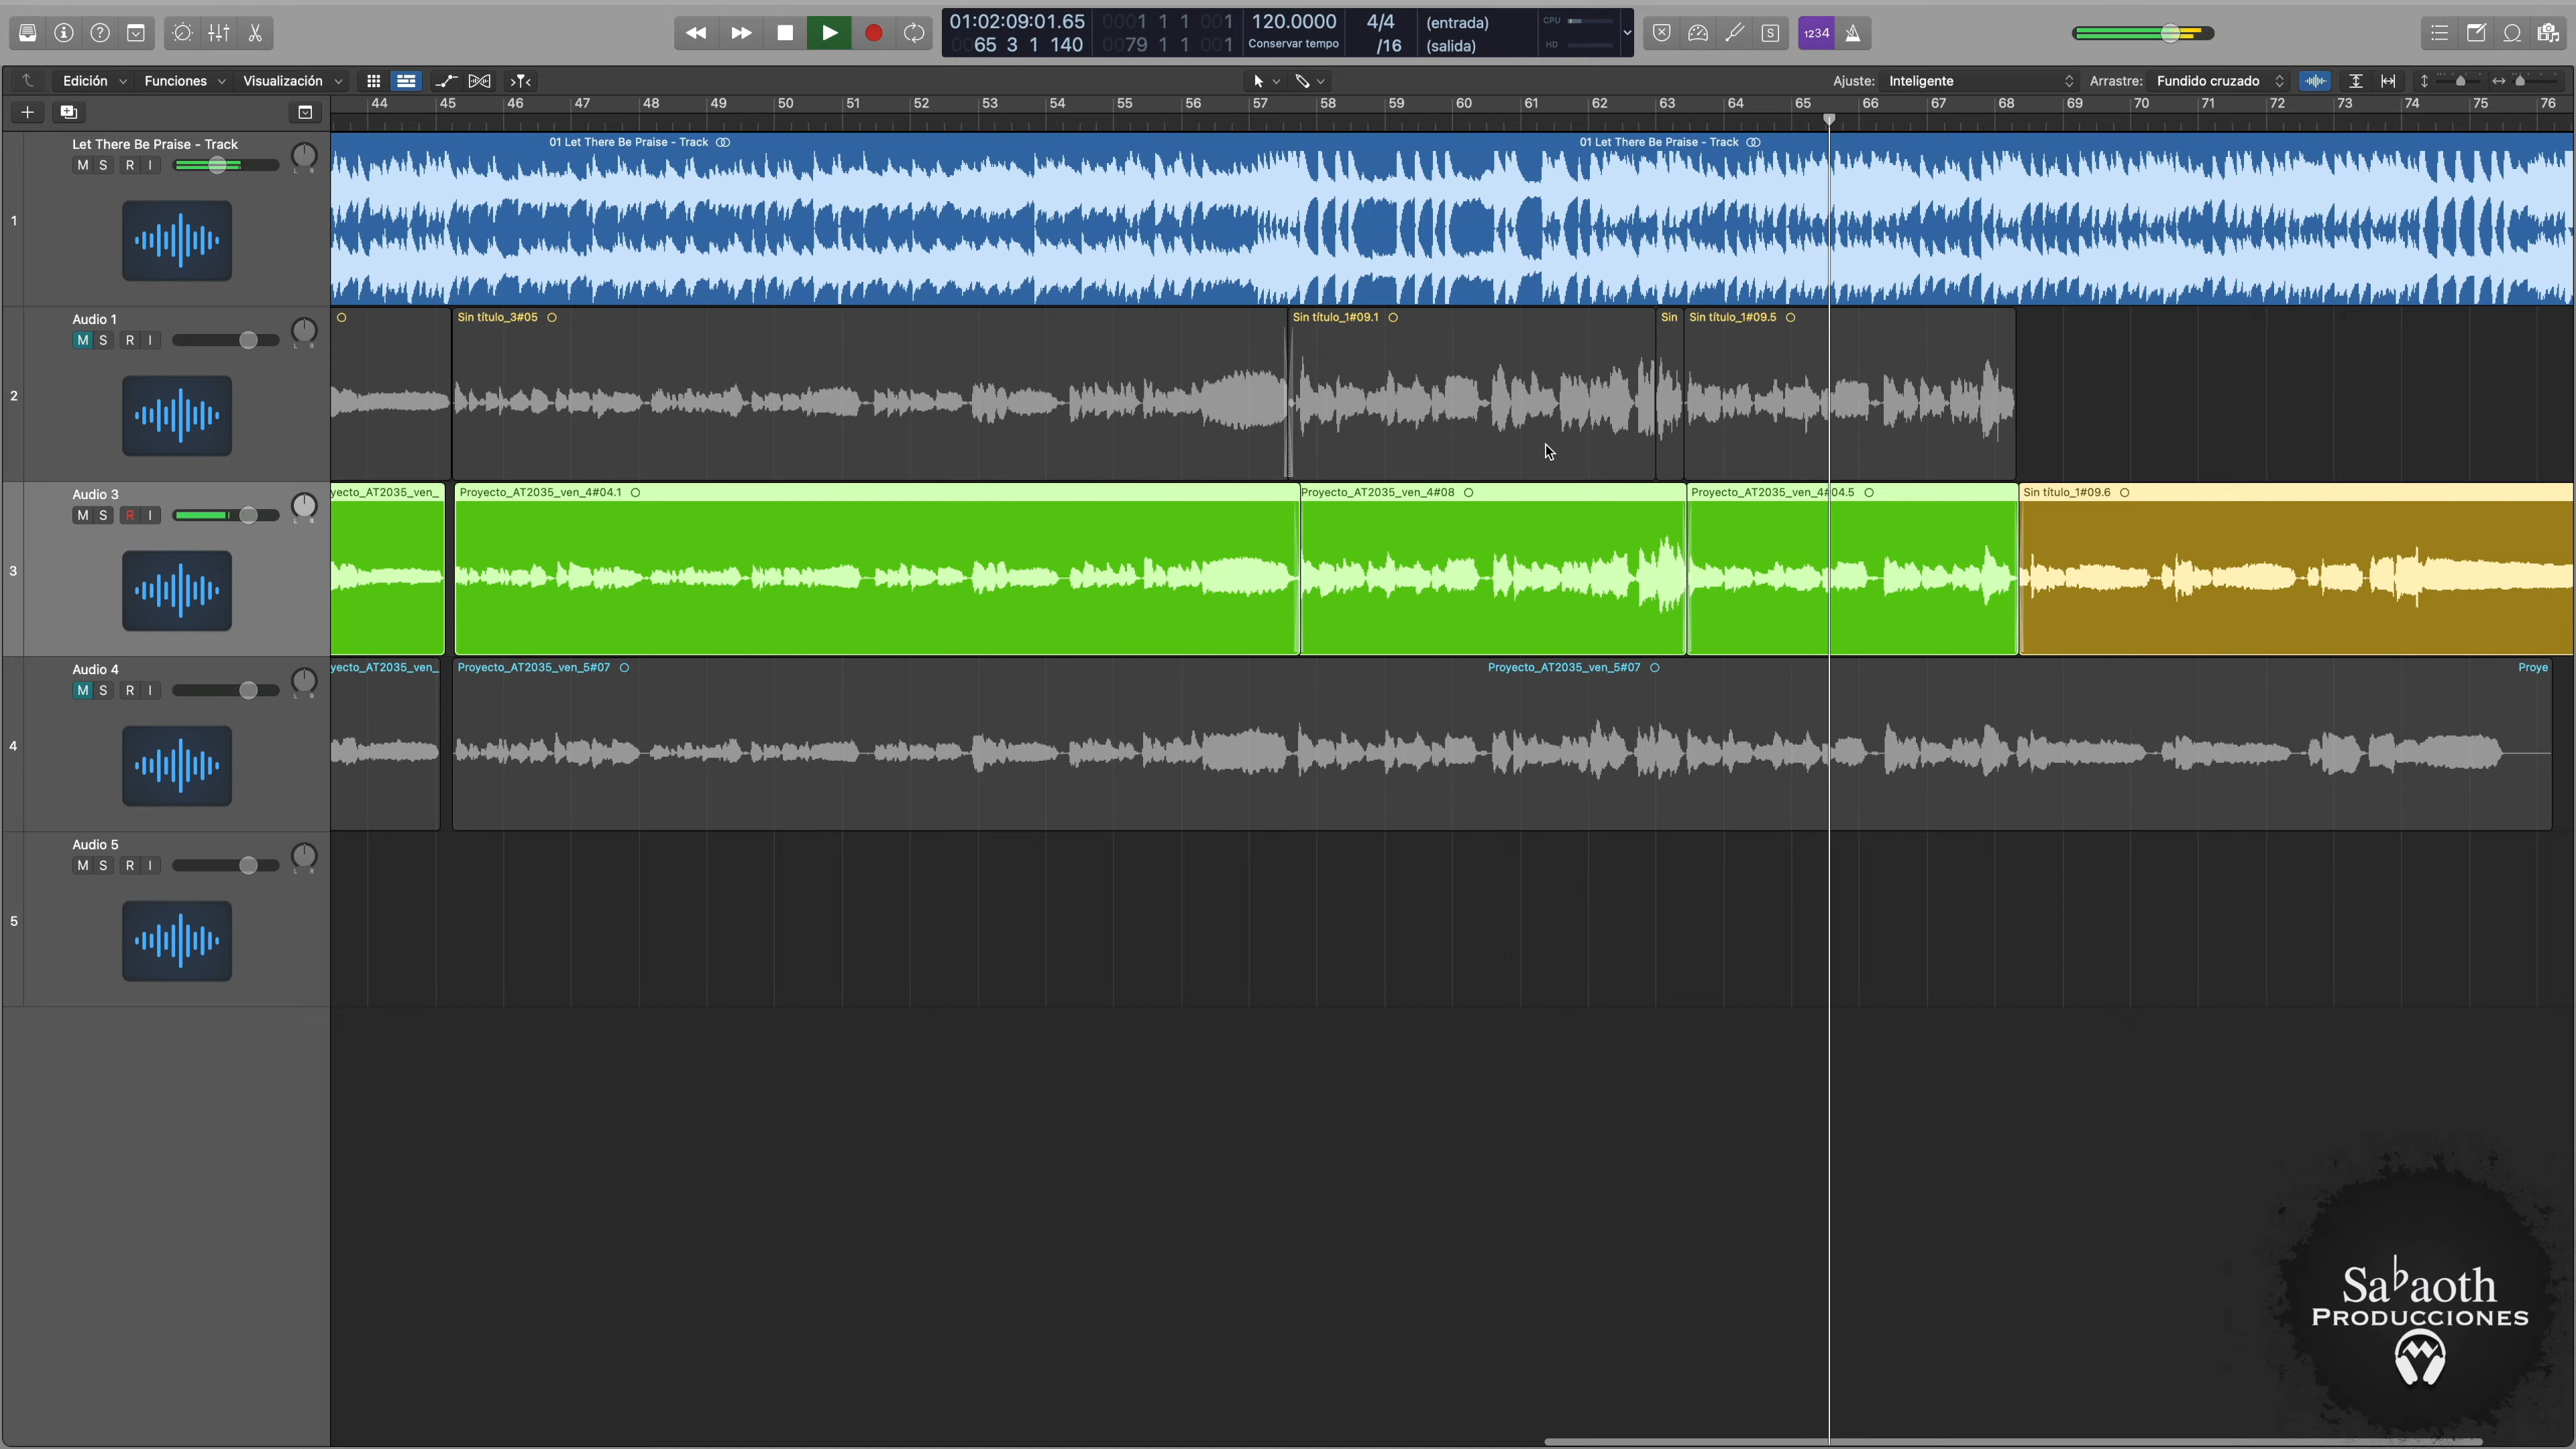 01:02:09:01.65
0065 3 1 140
0001 1 1 001
0079 1 1 001
120.0000
Conservar tempo
4/4
/16
(entrada)
(salida)
CPU
HD
S
1234
Edición
Funciones
Visualización
Ajuste: Inteligente
Arrastre: Fundido cruzado
44 45 46 47 48 49 50 51 52 53 54 55 56 57 58 59 60 61 62 63 64 65 66 67 68 69 70 71 72 73 74 75 76
1
Let There Be Praise - Track
M S R I
01 Let There Be Praise - Track
01 Let There Be Praise - Track
2
Audio 1
M S R I
Sin título_3#05
Sin título_1#09.1
Sin
Sin título_1#09.5
3
Audio 3
M S R I
yecto_AT2035_ven_
Proyecto_AT2035_ven_4#04.1
Proyecto_AT2035_ven_4#08
Proyecto_AT2035_ven_4#04.5
Sin título_1#09.6
4
Audio 4
M S R I
yecto_AT2035_ven_
Proyecto_AT2035_ven_5#07
Proyecto_AT2035_ven_5#07
Proye
5
Audio 5
M S R I
Sabaoth
PRODUCCIONES